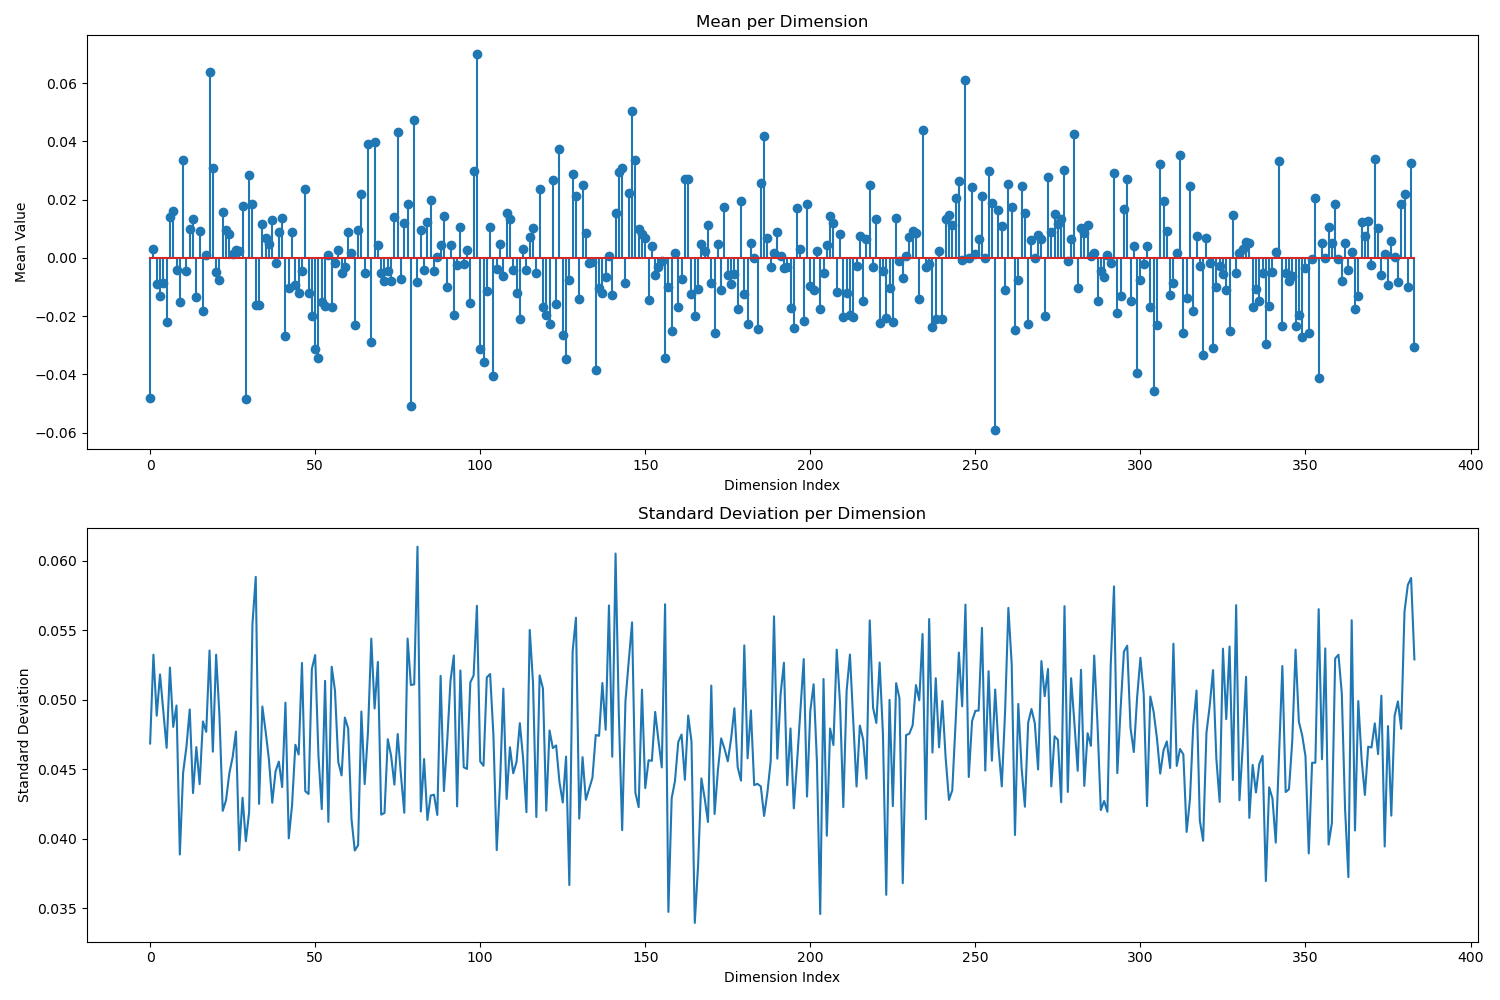 Mean per Dimension
Mean Value
0.06
0.04
0.02
0.00
−0.02
−0.04
−0.06
0 50 100 150 200 250 300 350 400
Dimension Index
Standard Deviation per Dimension
Standard Deviation
0.060
0.055
0.050
0.045
0.040
0.035
0 50 100 150 200 250 300 350 400
Dimension Index